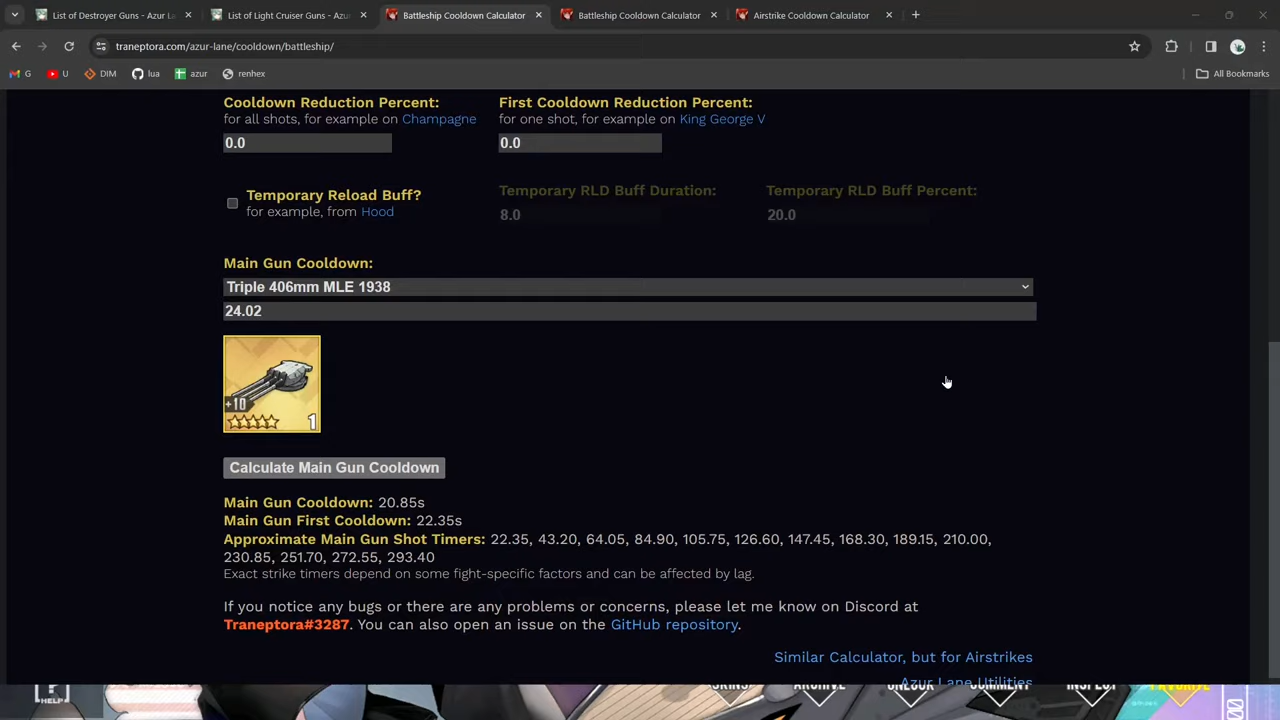 List of Destroyer Guns - Azur La
List of Light Cruiser Guns - Azu
Battleship Cooldown Calculator
Battleship Cooldown Calculator
Airstrike Cooldown Calculator
traneptora.com/azur-lane/cooldown/battleship/
G U DIM lua azur renhex All Bookmarks
Cooldown Reduction Percent: First Cooldown Reduction Percent:
for all shots, for example on Champagne for one shot, for example on King George V
0.0 0.0
Temporary Reload Buff? Temporary RLD Buff Duration: Temporary RLD Buff Percent:
for example, from Hood 8.0 20.0
Main Gun Cooldown:
Triple 406mm MLE 1938
24.02
+10
1
Calculate Main Gun Cooldown
Main Gun Cooldown: 20.85s
Main Gun First Cooldown: 22.35s
Approximate Main Gun Shot Timers: 22.35, 43.20, 64.05, 84.90, 105.75, 126.60, 147.45, 168.30, 189.15, 210.00,
230.85, 251.70, 272.55, 293.40
Exact strike timers depend on some fight-specific factors and can be affected by lag.
If you notice any bugs or there are any problems or concerns, please let me know on Discord at
Traneptora#3287. You can also open an issue on the GitHub repository.
Similar Calculator, but for Airstrikes
Azur Lane Utilities
HELP SKINS ARCHIVE UNLOCK COMMENT INSPECT FAVORITE